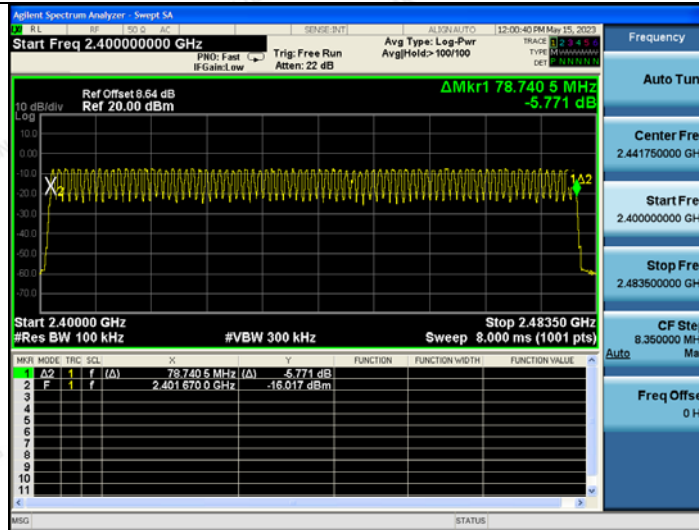 Agilent Spectrum Analyzer - Swept SA
RL RF 50 Ω AC SENSE:INT ALIGN AUTO 12:00:40 PM May 15, 2023
Start Freq 2.400000000 GHz
PNO: Fast
IFGain:Low
Trig: Free Run
Atten: 22 dB
Avg Type: Log-Pwr
Avg|Hold:> 100/100
TRACE 1 2 3 4 5 6
TYPE M
DET P N N N N N
Frequency
Auto Tun
Center Fre
2.441750000 GH
Start Fre
2.400000000 GH
Stop Fre
2.483500000 GH
CF Ste
8.350000 MH
Auto Ma
Freq Offse
0 H
Ref Offset 8.64 dB
10 dB/div Ref 20.00 dBm
Log
ΔMkr1 78.740 5 MHz
-5.771 dB
10.0
0.00
-10.0
-20.0
-30.0
-40.0
-50.0
-60.0
-70.0
2
1Δ2
Start 2.40000 GHz
Stop 2.48350 GHz
#Res BW 100 kHz #VBW 300 kHz Sweep 8.000 ms (1001 pts)
MKR MODE TRC SCL X Y FUNCTION FUNCTION WIDTH FUNCTION VALUE
1 Δ2 1 f (Δ) 78.740 5 MHz (Δ) -5.771 dB
2 F 1 f 2.401 670 0 GHz -16.017 dBm
3
4
5
6
7
8
9
10
11
MSG STATUS